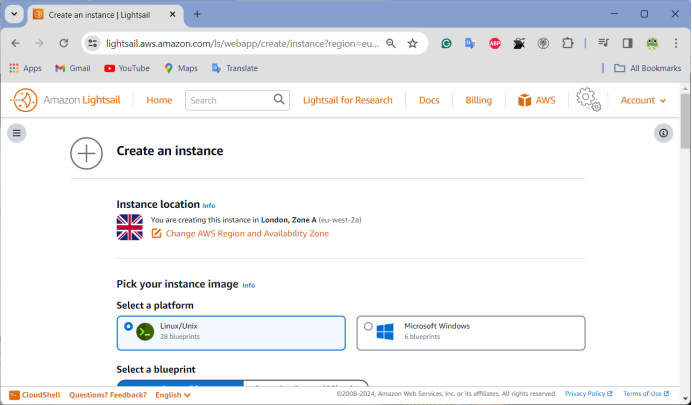 Create an instance | Lightsail
lightsail.aws.amazon.com/ls/webapp/create/instance?region=eu...
ABP
Apps Gmail YouTube Maps Translate All Bookmarks
Amazon Lightsail Home Search Lightsail for Research Docs Billing AWS Account
Create an instance
Instance location Info
You are creating this instance in London, Zone A (eu-west-2a)
Change AWS Region and Availability Zone
Pick your instance image Info
Select a platform
Linux/Unix
28 blueprints
Microsoft Windows
6 blueprints
Select a blueprint
CloudShell Questions? Feedback? English ©2008-2024, Amazon Web Services, Inc. or its affiliates. All rights reserved. Privacy Policy Terms of Use